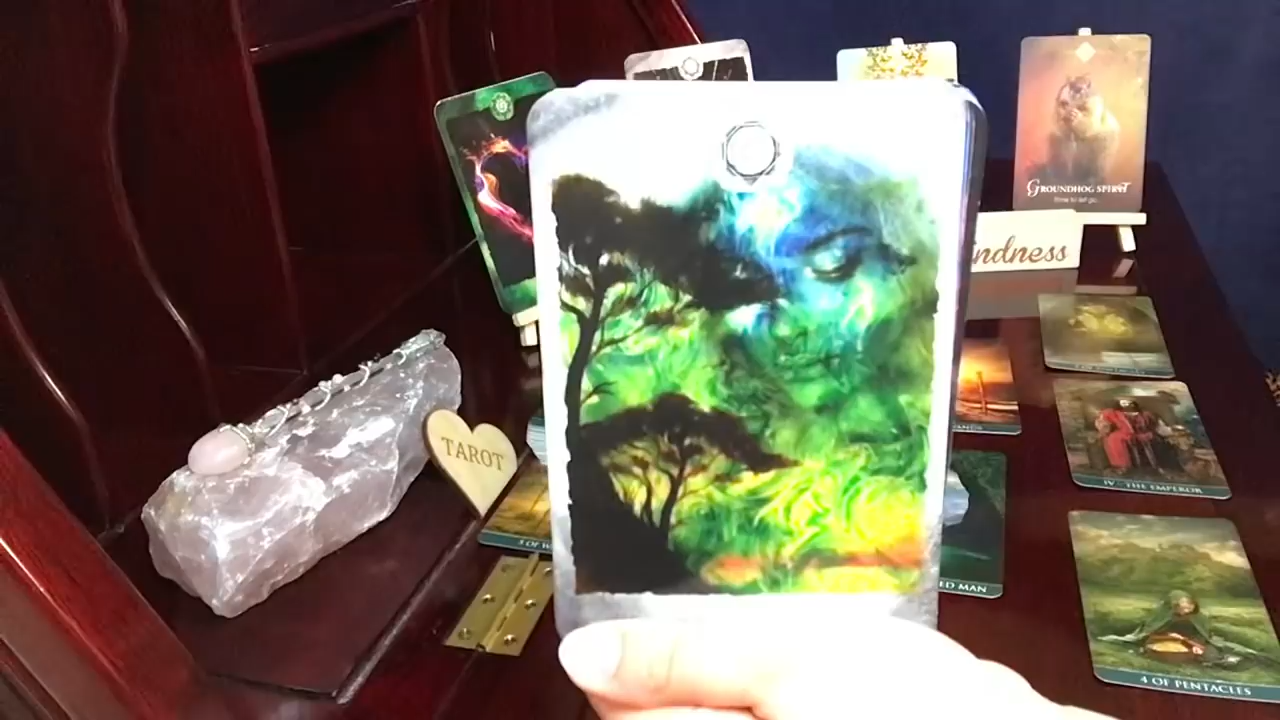 GROUNDHOG SPIRIT
Time to let go.
indness
TAROT
IV - THE EMPEROR
ED MAN
4 OF PENTACLES